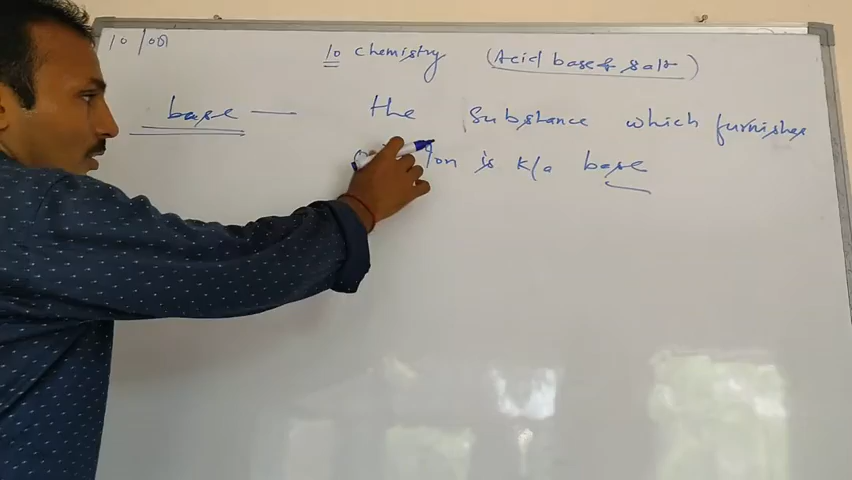 10 chemistry (Acid base & salt)
base — the substance which furnishes
ion is k/a base